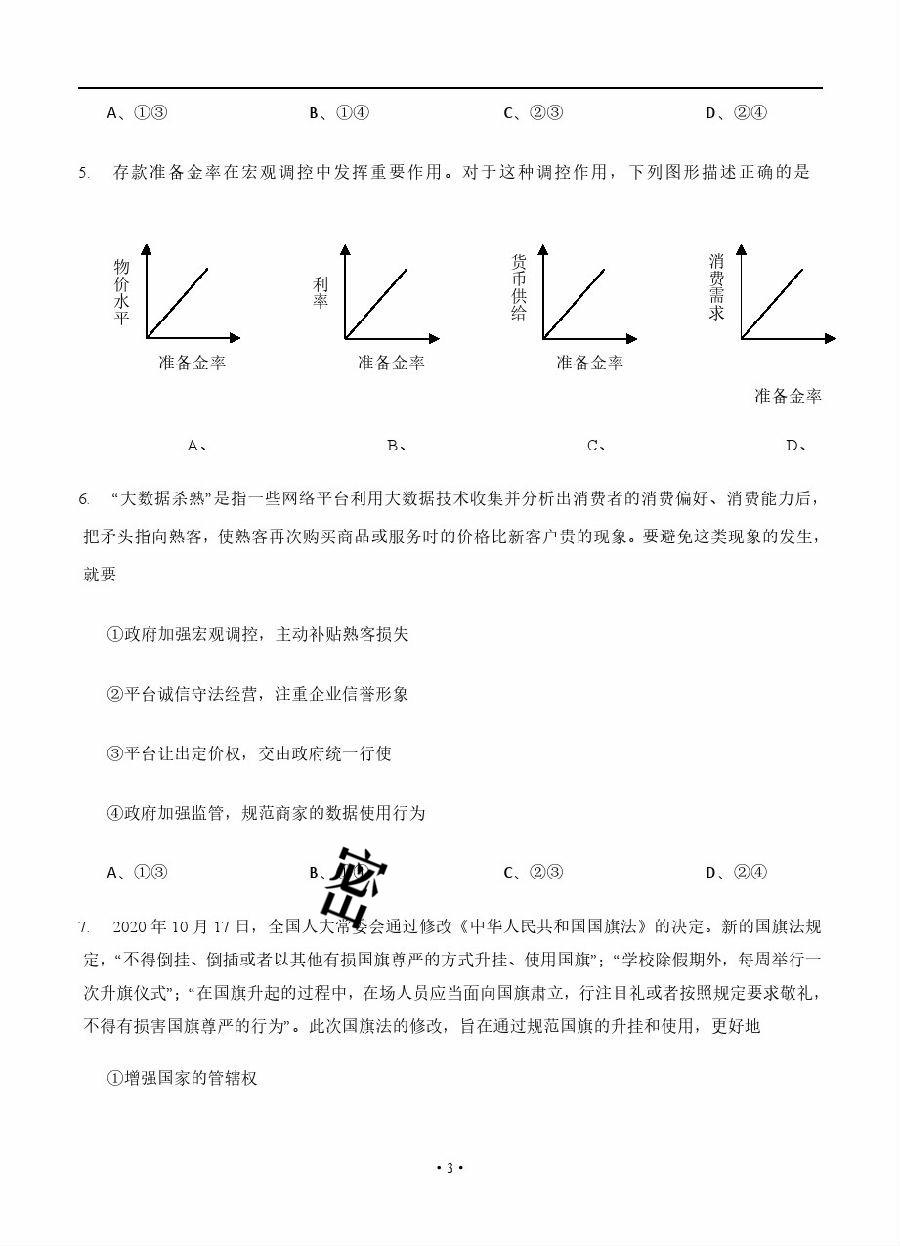 A、①③ B、①④ C、②③ D、②④
5. 存款准备金率在宏观调控中发挥重要作用。对于这种调控作用，下列图形描述正确的是
物价水平 利率 货币供给 消费需求
准备金率 准备金率 准备金率
准备金率
A、 B、 C、 D、
6. “大数据杀熟”是指一些网络平台利用大数据技术收集并分析出消费者的消费偏好、消费能力后，
把矛头指向熟客，使熟客再次购买商品或服务时的价格比新客户贵的现象。要避免这类现象的发生，
就要
①政府加强宏观调控，主动补贴熟客损失
②平台诚信守法经营，注重企业信誉形象
③平台让出定价权，交由政府统一行使
④政府加强监管，规范商家的数据使用行为
A、①③ B、 C、②③ D、②④
密
7. 2020年10月17日，全国人大常委会通过修改《中华人民共和国国旗法》的决定。新的国旗法规
定，“不得倒挂、倒插或者以其他有损国旗尊严的方式升挂、使用国旗”；“学校除假期外，每周举行一
次升旗仪式”；“在国旗升起的过程中，在场人员应当面向国旗肃立，行注目礼或者按照规定要求敬礼，
不得有损害国旗尊严的行为”。此次国旗法的修改，旨在通过规范国旗的升挂和使用，更好地
①增强国家的管辖权
• 3 •